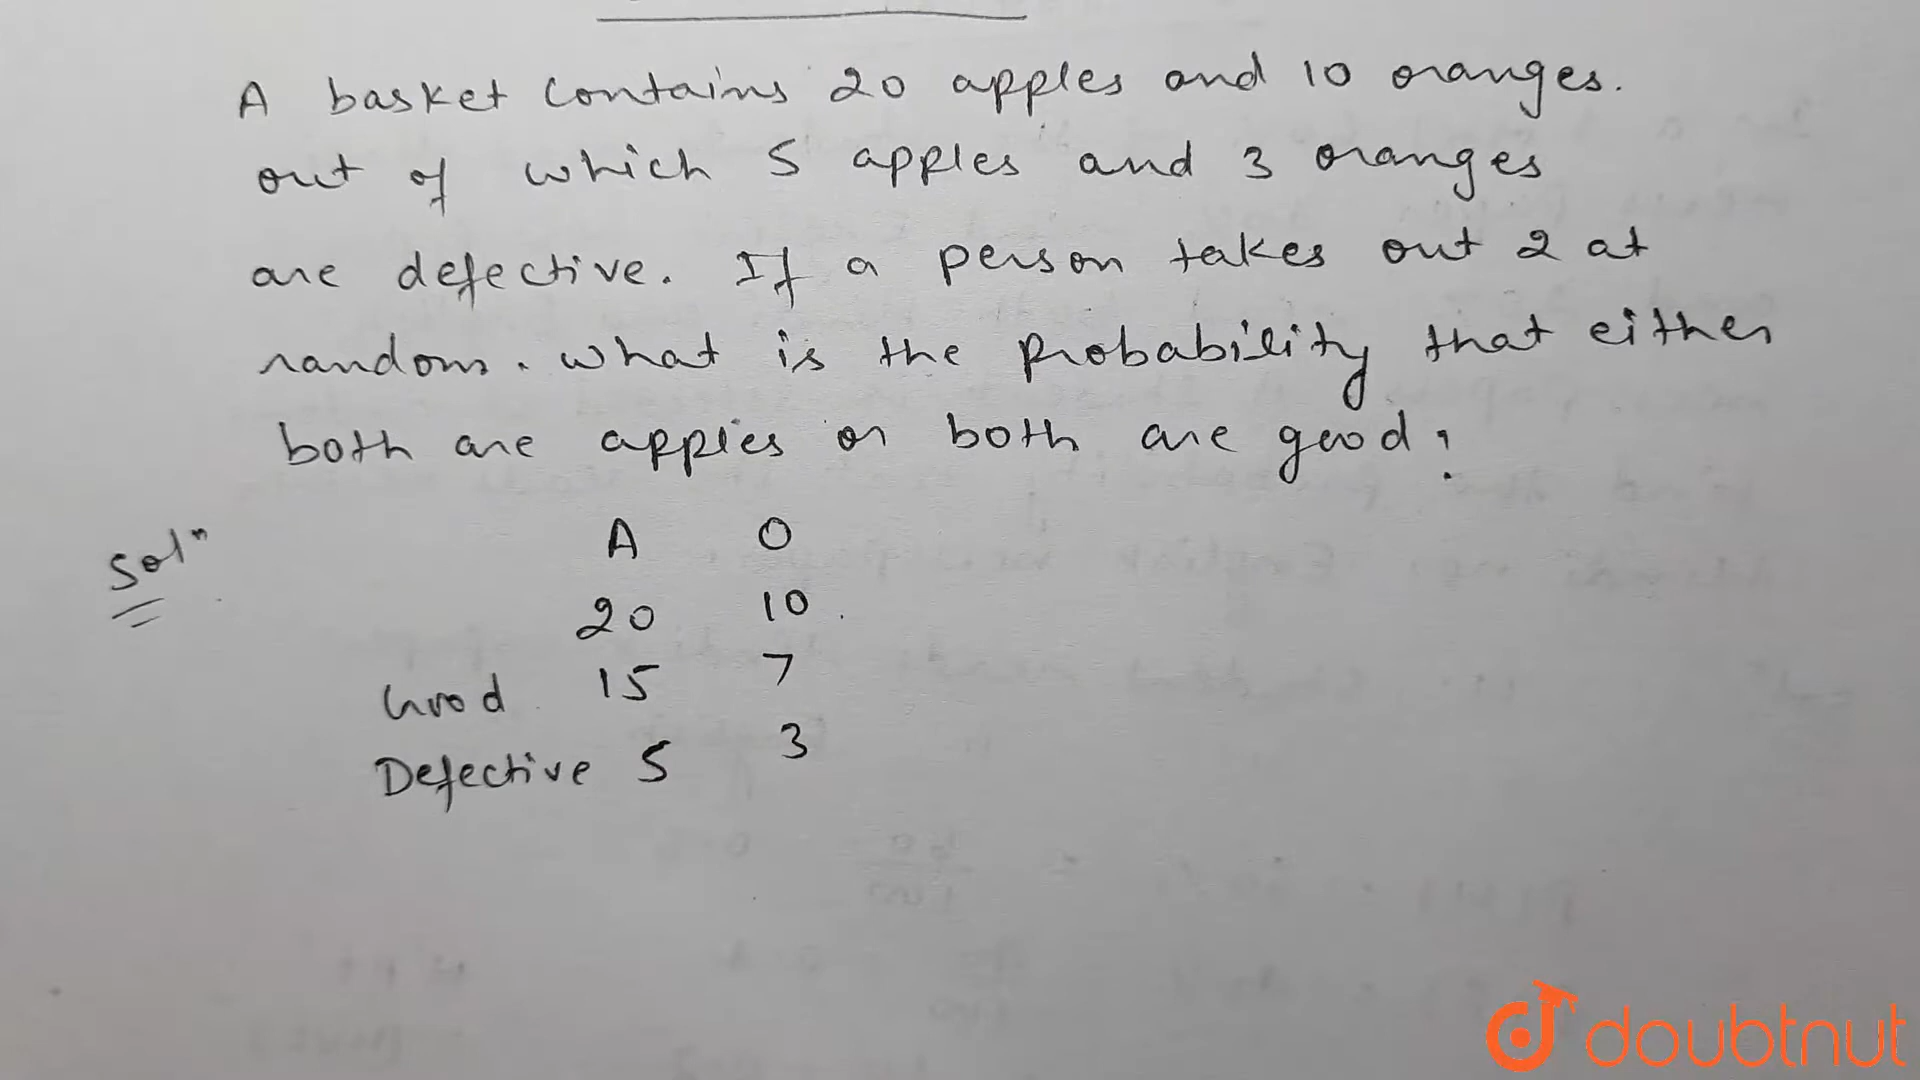 A basket contains 20 apples and 10 oranges.
out of which 5 apples and 3 oranges
are defective. If a person takes out 2 at
random. what is the probability that either
both are apples or both are good?
Solⁿ
A O
20 10
Good 15 7
Defective 5 3
doubtnut